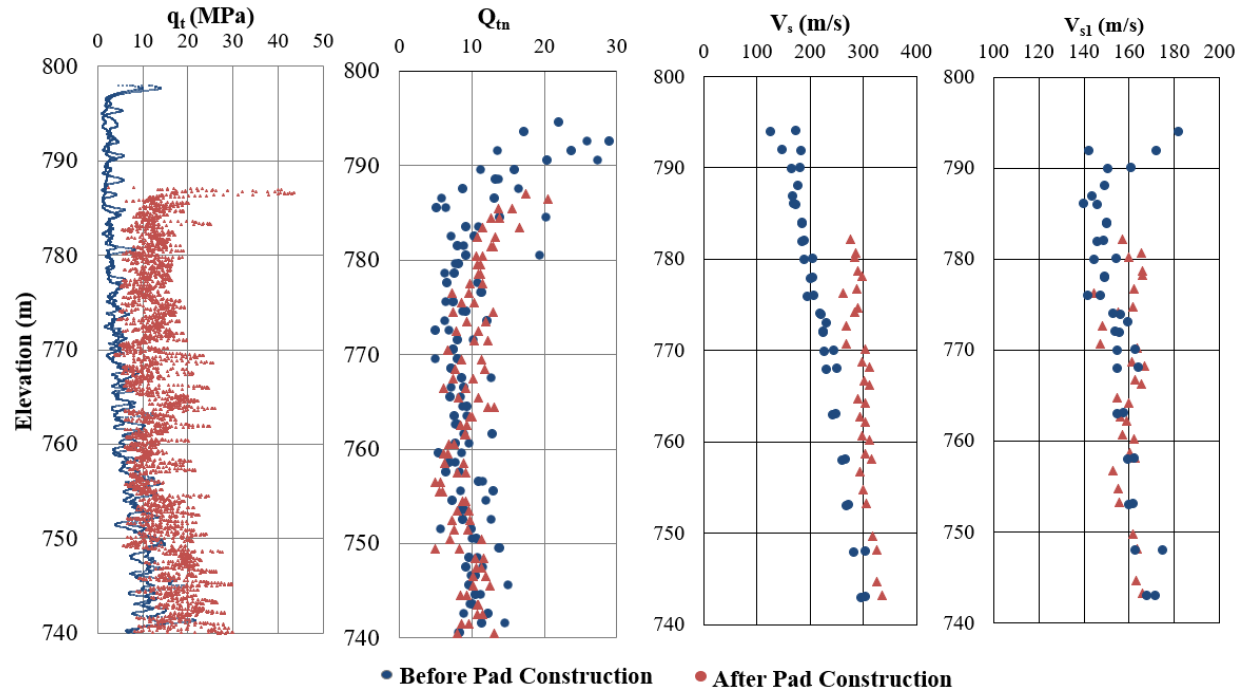 qt (MPa)
0 10 20 30 40 50
Qtn
0 10 20 30
Vs (m/s)
0 100 200 300 400
Vs1 (m/s)
100 120 140 160 180 200
Elevation (m)
800
790
780
770
760
750
740
800
790
780
770
760
750
740
800
790
780
770
760
750
740
800
790
780
770
760
750
740
Before Pad Construction
After Pad Construction